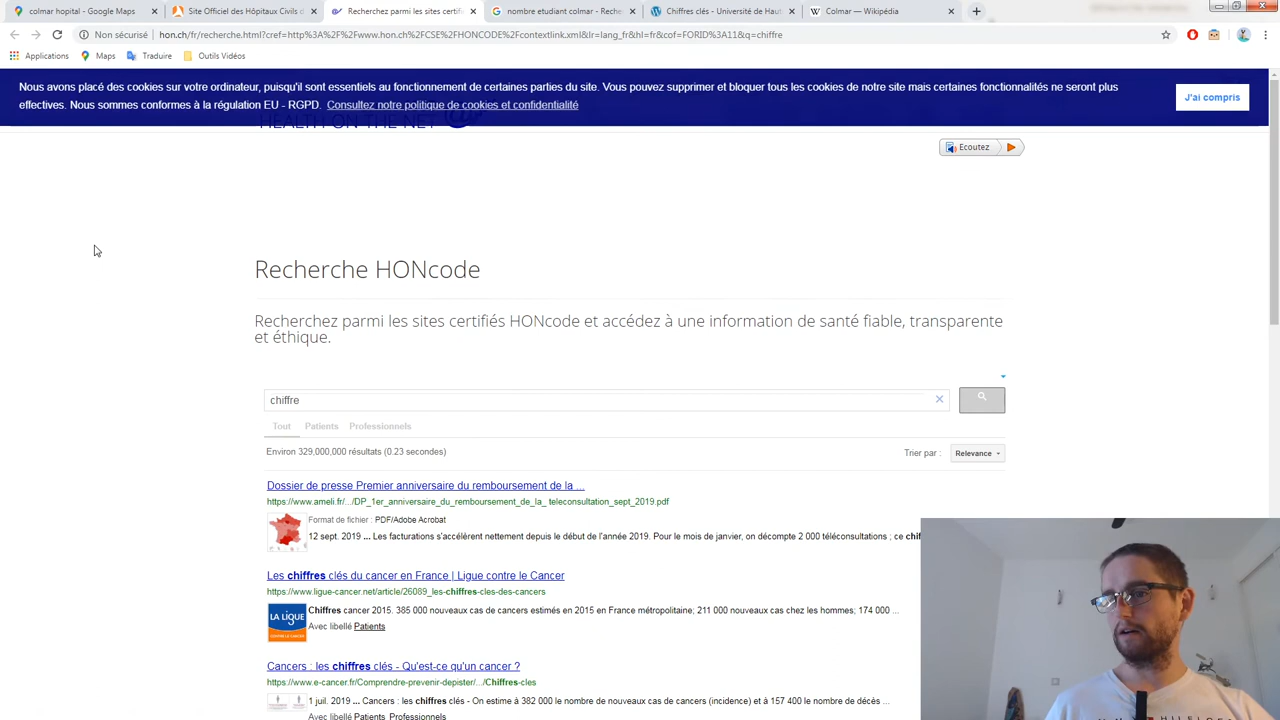 colmar hopital - Google Maps
Site Officiel des Hôpitaux Civils d
Recherchez parmi les sites certifi
nombre etudiant colmar - Reche
Chiffres clés - Université de Haut
Colmar — Wikipédia
Non sécurisé
hon.ch/fr/recherche.html?cref=http%3A%2F%2Fwww.hon.ch%2FCSE%2FHONCODE%2Fcontextlink.xml&lr=lang_fr&hl=fr&cof=FORID%3A11&q=chiffre
Applications Maps Traduire Outils Vidéos
Nous avons placé des cookies sur votre ordinateur, puisqu'il sont essentiels au fonctionnement de certaines parties du site. Vous pouvez supprimer et bloquer tous les cookies de notre site mais certaines fonctionnalités ne seront plus
effectives. Nous sommes conformes à la régulation EU - RGPD. Consultez notre politique de cookies et confidentialité
J'ai compris
HEALTH ON THE NET
Ecoutez
Recherche HONcode
Recherchez parmi les sites certifiés HONcode et accédez à une information de santé fiable, transparente
et éthique.
chiffre
Tout Patients Professionnels
Environ 329,000,000 résultats (0.23 secondes)
Trier par : Relevance
Dossier de presse Premier anniversaire du remboursement de la ...
https://www.ameli.fr/.../DP_1er_anniversaire_du_remboursement_de_la_ teleconsultation_sept_2019.pdf
Format de fichier : PDF/Adobe Acrobat
12 sept. 2019 ... Les facturations s'accélèrent nettement depuis le début de l'année 2019. Pour le mois de janvier, on décompte 2 000 téléconsultations ; ce chif
Les chiffres clés du cancer en France | Ligue contre le Cancer
https://www.ligue-cancer.net/article/26089_les-chiffres-cles-des-cancers
LA LIGUE
Chiffres cancer 2015. 385 000 nouveaux cas de cancers estimés en 2015 en France métropolitaine; 211 000 nouveaux cas chez les hommes; 174 000 ...
Avec libellé Patients
Cancers : les chiffres clés - Qu'est-ce qu'un cancer ?
https://www.e-cancer.fr/Comprendre-prevenir-depister/.../Chiffres-cles
1 juil. 2019 ... Cancers : les chiffres clés - On estime à 382 000 le nombre de nouveaux cas de cancers (incidence) et à 157 400 le nombre de décès ...
Avec libellé Patients, Professionnels